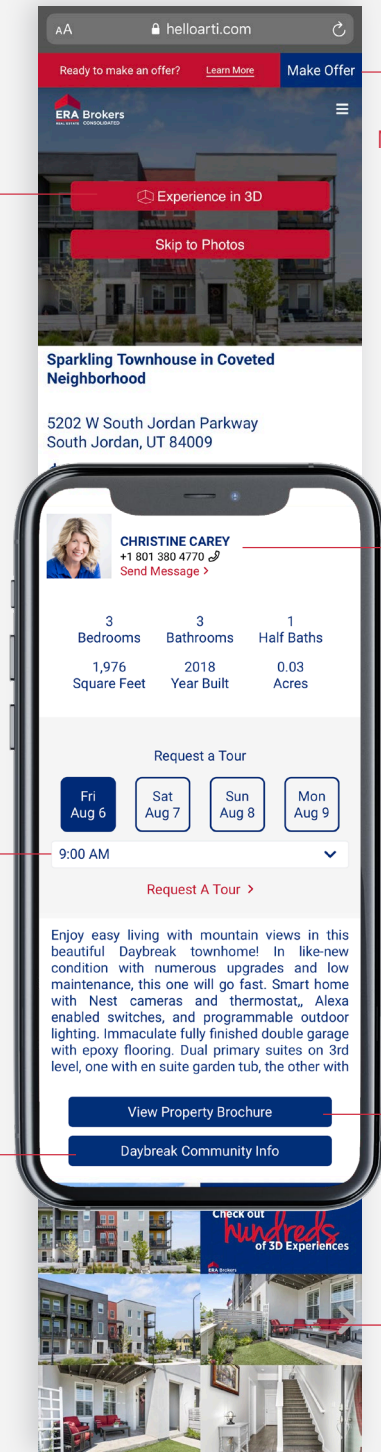 AA helloarti.com
Ready to make an offer? Learn More Make Offer
ERA Brokers
REAL ESTATE CONSOLIDATED
Experience in 3D
Skip to Photos
Sparkling Townhouse in Coveted
Neighborhood
5202 W South Jordan Parkway
South Jordan, UT 84009
CHRISTINE CAREY
+1 801 380 4770
Send Message >
3 3 1
Bedrooms Bathrooms Half Baths
1,976 2018 0.03
Square Feet Year Built Acres
Request a Tour
Fri Sat Sun Mon
Aug 6 Aug 7 Aug 8 Aug 9
9:00 AM
Request A Tour >
Enjoy easy living with mountain views in this
beautiful Daybreak townhome! In like-new
condition with numerous upgrades and low
maintenance, this one will go fast. Smart home
with Nest cameras and thermostat,, Alexa
enabled switches, and programmable outdoor
lighting. Immaculate fully finished double garage
with epoxy flooring. Dual primary suites on 3rd
level, one with en suite garden tub, the other with
View Property Brochure
Daybreak Community Info
Check out
hundreds
of 3D Experiences
ERA Brokers